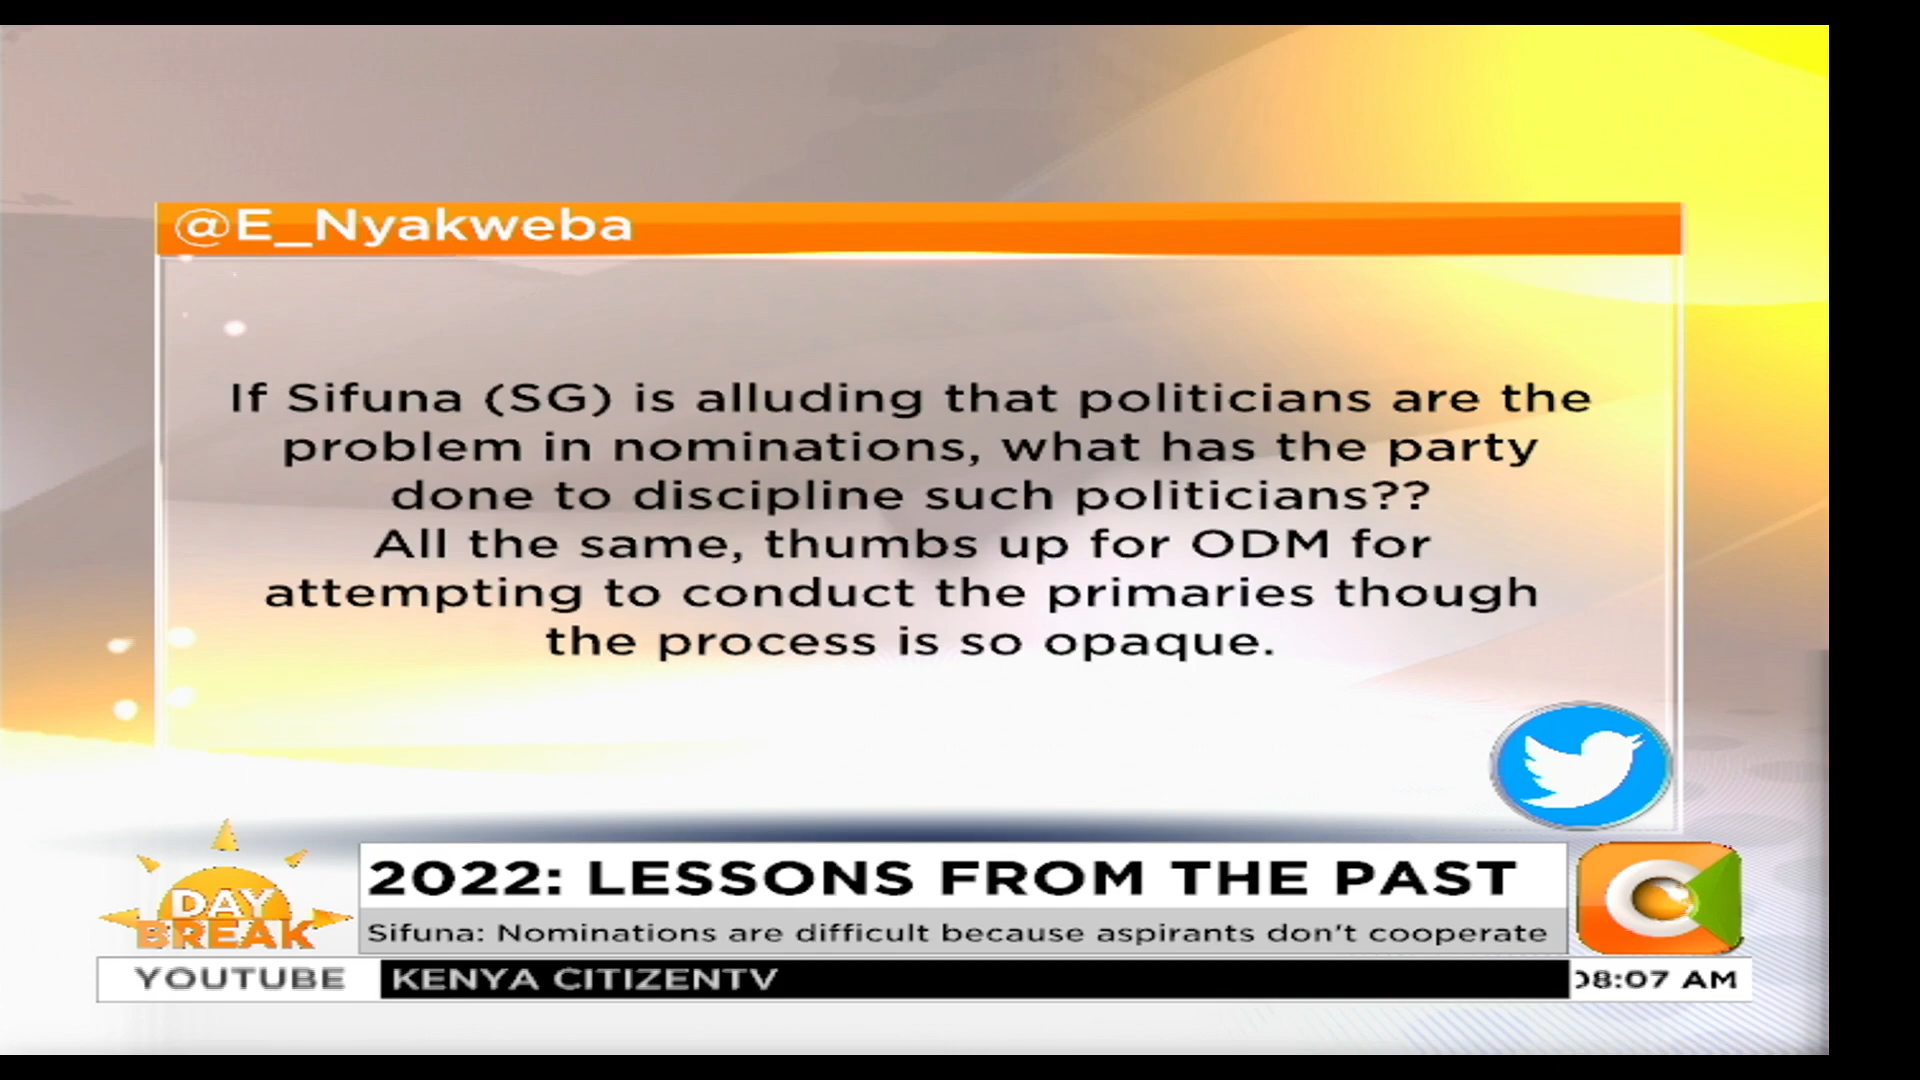 @E_Nyakweba
If Sifuna (SG) is alluding that politicians are the
problem in nominations, what has the party
done to discipline such politicians??
All the same, thumbs up for ODM for
attempting to conduct the primaries though
the process is so opaque.
DAY
BREAK
2022: LESSONS FROM THE PAST
Sifuna: Nominations are difficult because aspirants don't cooperate
YOUTUBE
KENYA CITIZENTV
08:07 AM